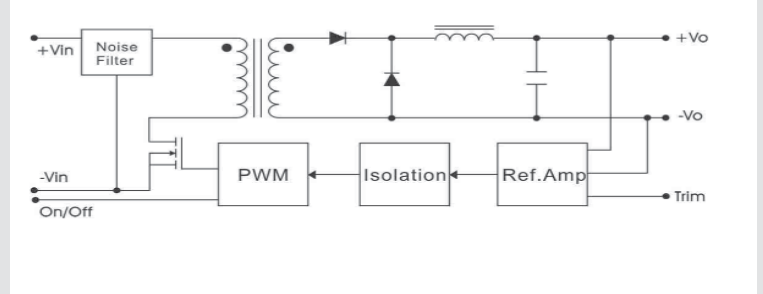 +Vin
Noise
Filter
+Vo
-Vo
-Vin
PWM
Isolation
Ref.Amp
Trim
On/Off